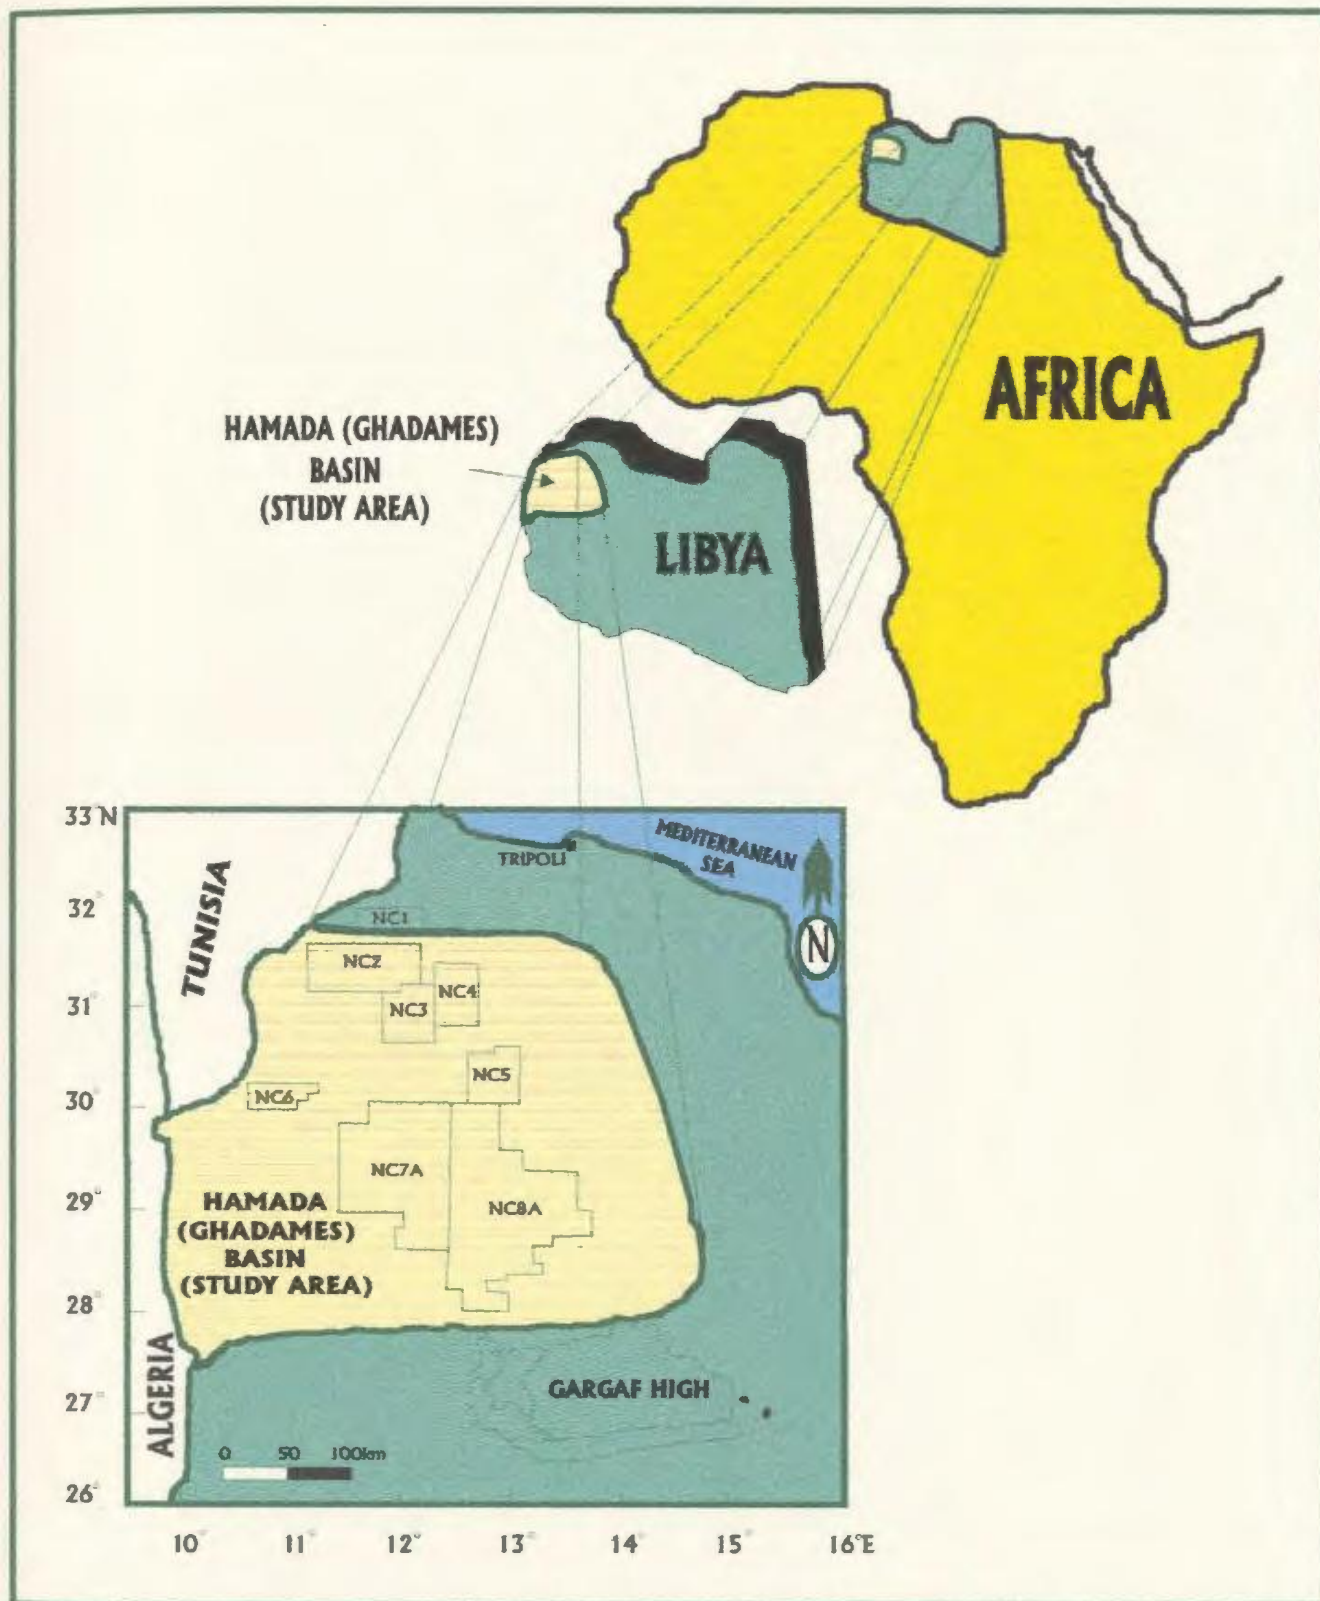 AFRICA
HAMADA (GHADAMES)
BASIN
(STUDY AREA)
LIBYA
33°N
32°
31°
30°
29°
28°
27°
26°
10°
11°
12°
13°
14°
15°
16°E
TUNISIA
ALGERIA
MEDITERRANEAN
SEA
TRIPOLI
N
NC1
NC2
NC4
NC3
NC5
NC6
NC7A
NC8A
HAMADA
(GHADAMES)
BASIN
(STUDY AREA)
GARGAF HIGH
0 50 100km